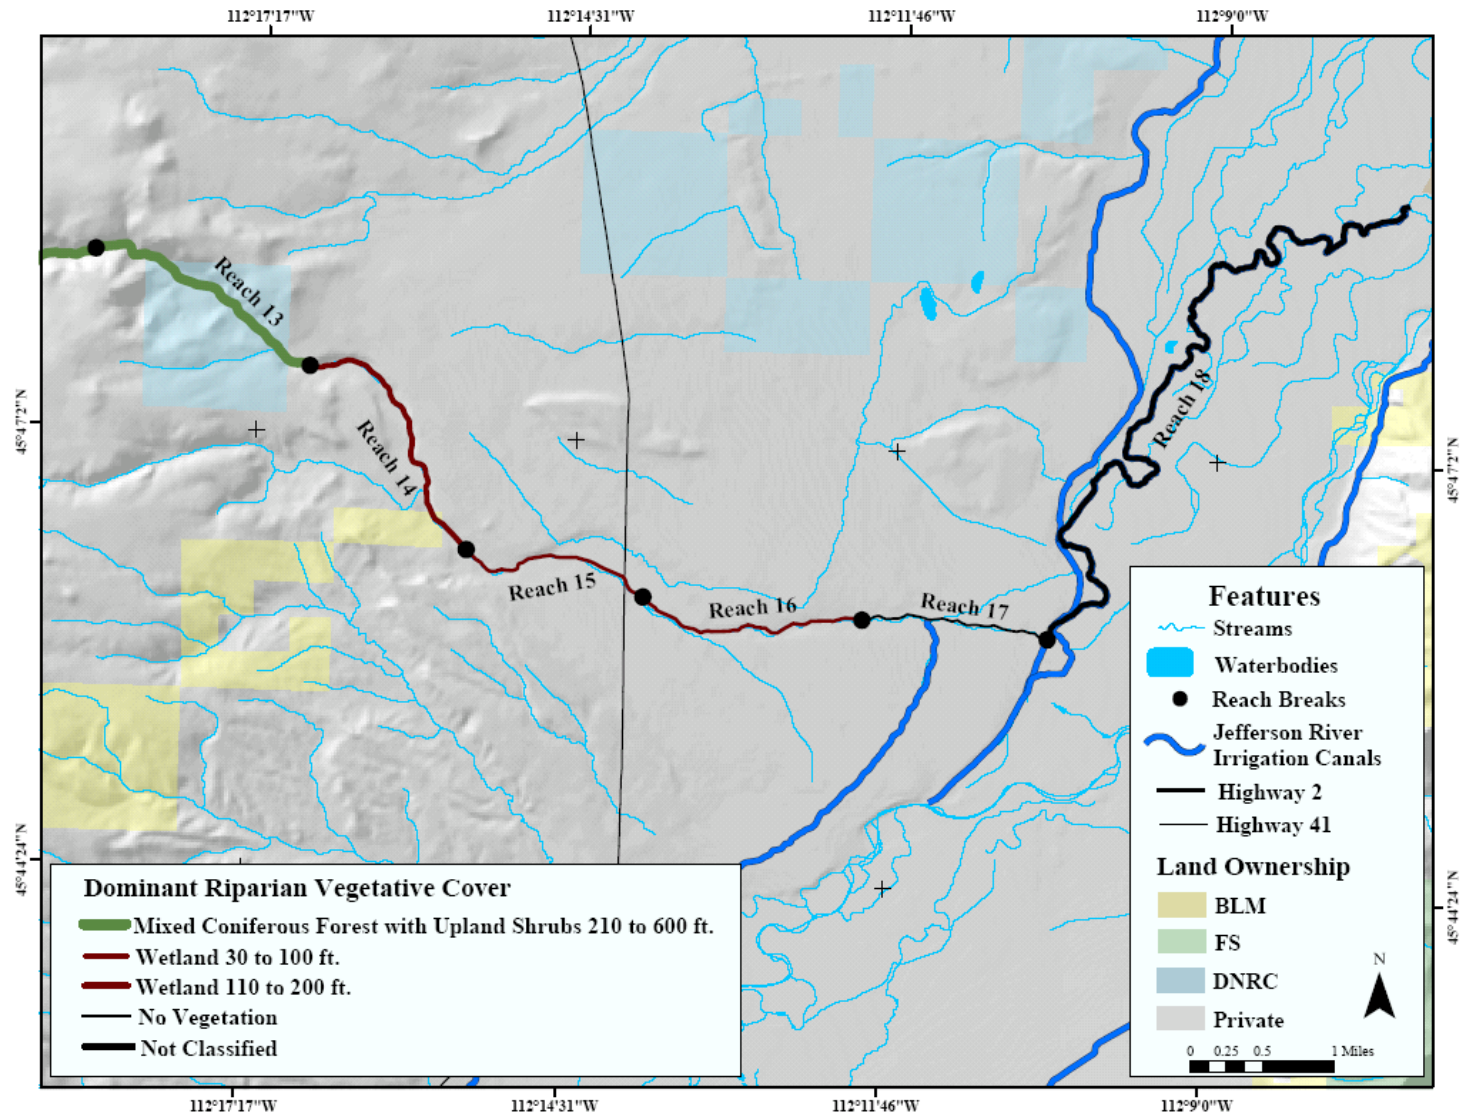 112°17'17"W 112°14'31"W 112°11'46"W 112°9'0"W
Reach 13
Reach 14
Reach 15
Reach 16
Reach 17
Reach 18
45°47'2"N
45°47'2"N
45°44'24"N
45°44'24"N
Features
Streams
Waterbodies
Reach Breaks
Jefferson River
Irrigation Canals
Highway 2
Highway 41
Land Ownership
BLM
FS
DNRC
Private
N
0 0.25 0.5 1 Miles
Dominant Riparian Vegetative Cover
Mixed Coniferous Forest with Upland Shrubs 210 to 600 ft.
Wetland 30 to 100 ft.
Wetland 110 to 200 ft.
No Vegetation
Not Classified
112°17'17"W 112°14'31"W 112°11'46"W 112°9'0"W